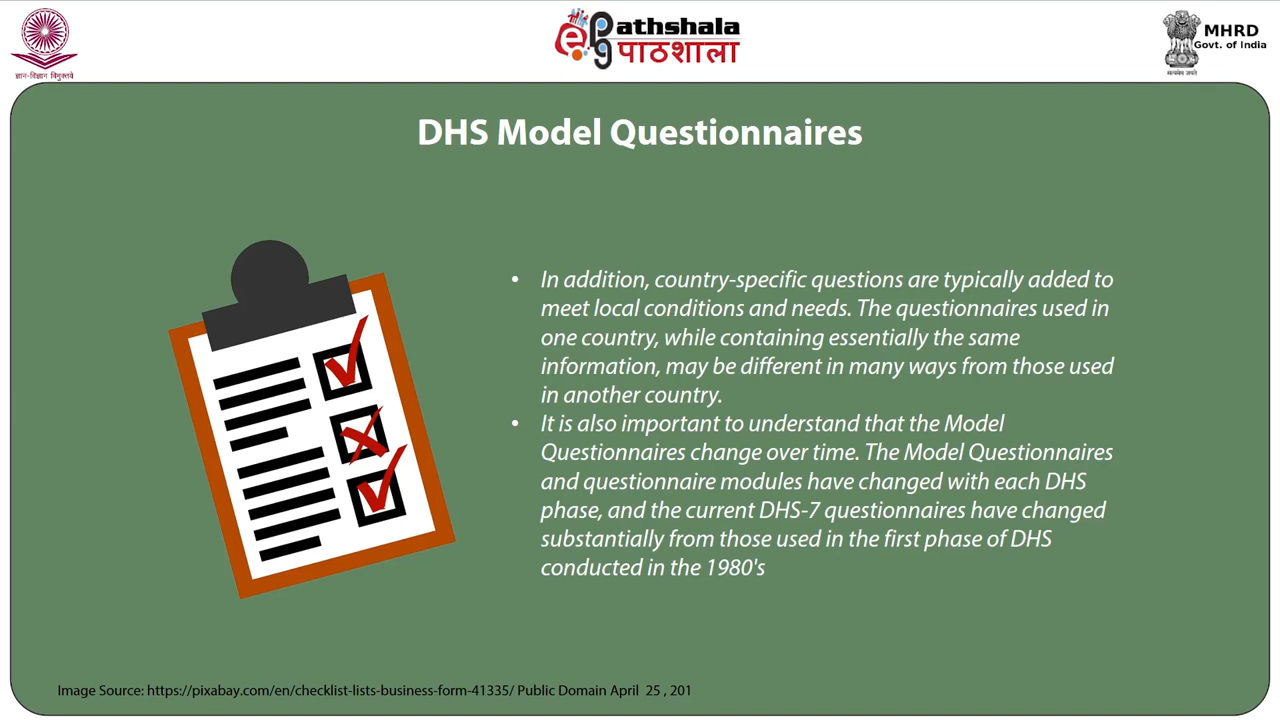 ज्ञान-विज्ञान विमुक्तये
ePG Pathshala
पाठशाला
MHRD
Govt. of India
सत्यमेव जयते
DHS Model Questionnaires
• In addition, country-specific questions are typically added to
meet local conditions and needs. The questionnaires used in
one country, while containing essentially the same
information, may be different in many ways from those used
in another country.
• It is also important to understand that the Model
Questionnaires change over time. The Model Questionnaires
and questionnaire modules have changed with each DHS
phase, and the current DHS-7 questionnaires have changed
substantially from those used in the first phase of DHS
conducted in the 1980's
Image Source: https://pixabay.com/en/checklist-lists-business-form-41335/ Public Domain April 25 , 201